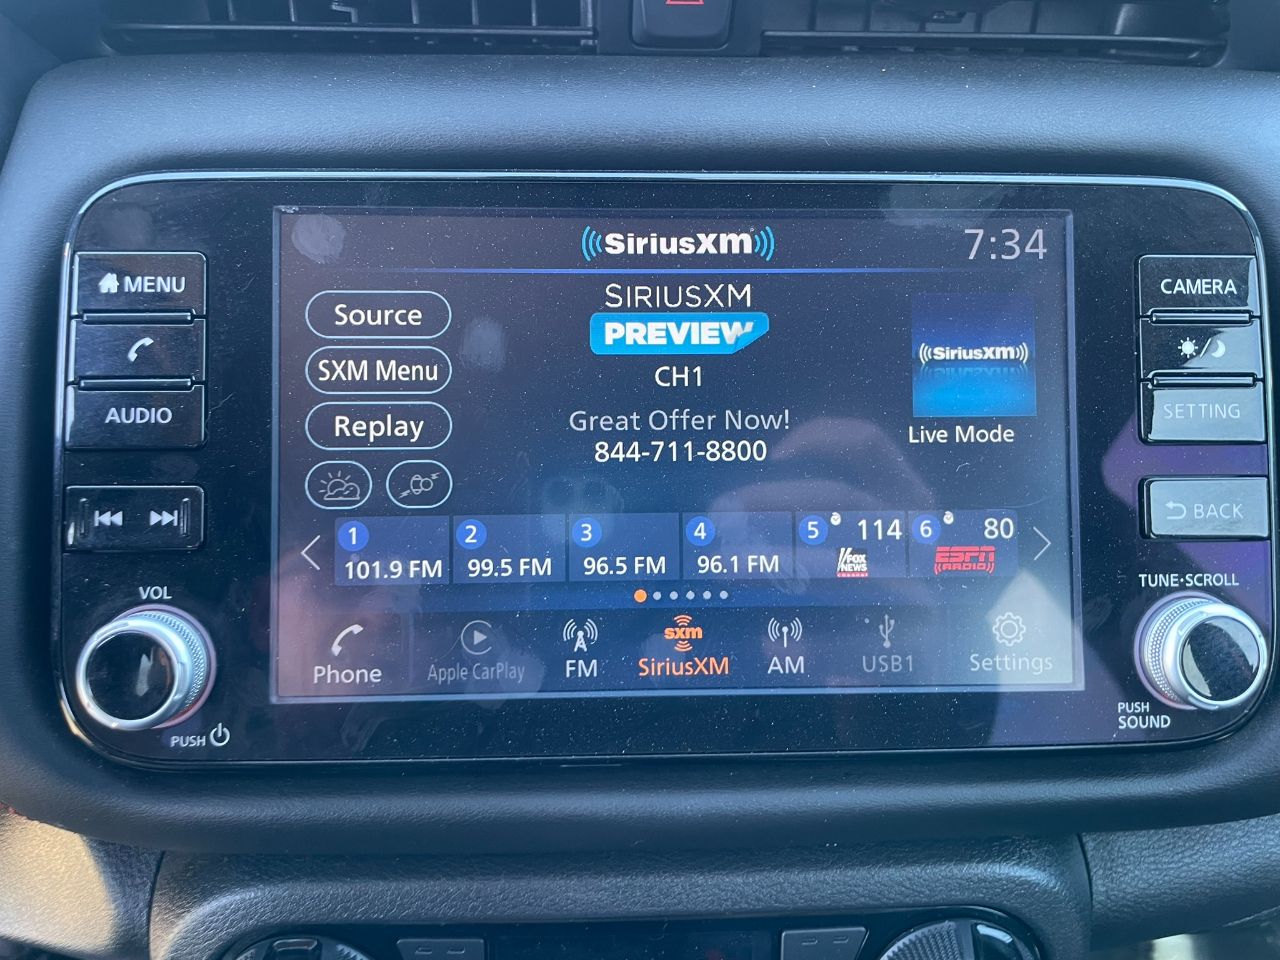 MENU
AUDIO
VOL
PUSH
SiriusXM
7:34
Source
SXM Menu
Replay
SIRIUSXM
PREVIEW
CH1
Great Offer Now!
844-711-8800
SiriusXM
Live Mode
1
101.9 FM
2
99.5 FM
3
96.5 FM
4
96.1 FM
5
114
FOX
NEWS
channel
6
80
ESPN
RADIO
Phone
Apple CarPlay
FM
sxm
SiriusXM
AM
USB1
Settings
CAMERA
SETTING
BACK
TUNE·SCROLL
PUSH
SOUND